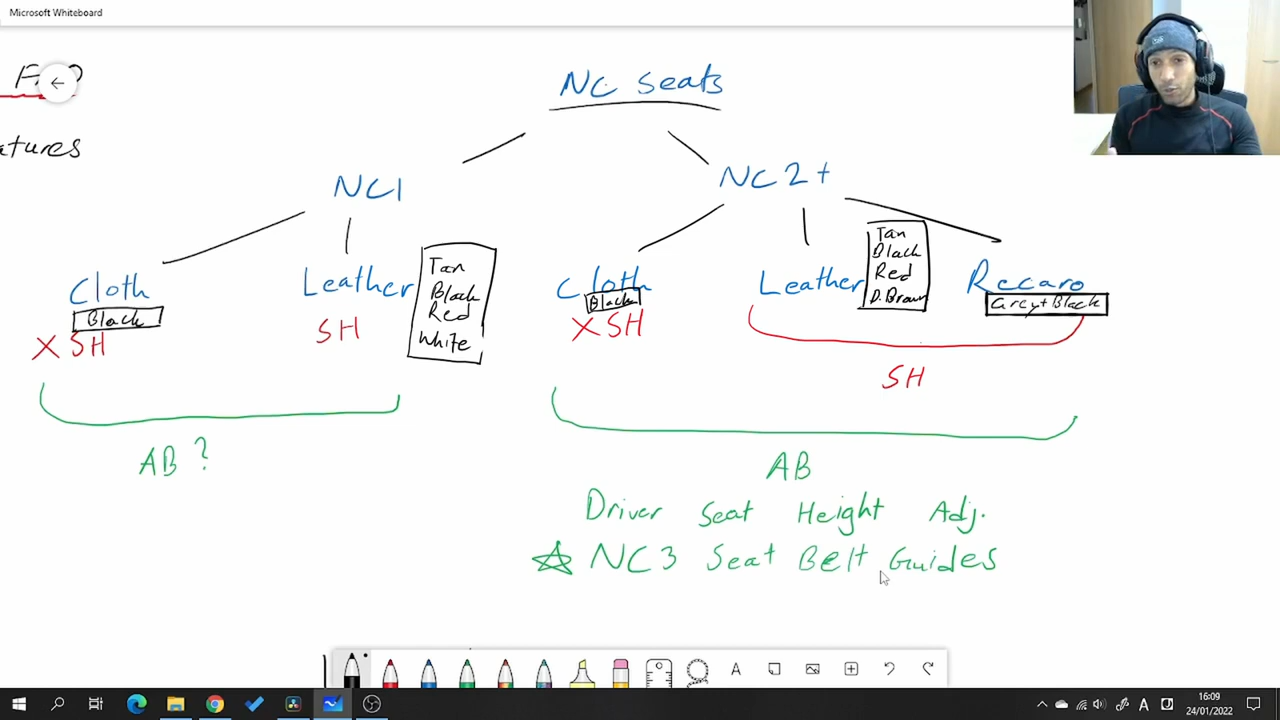 Microsoft Whiteboard
NC seats
atures
NC1
NC2+
Cloth
Black
X SH
Leather
SH
Tan
Black
Red
White
Cloth
Black
X SH
Leather
Tan
Black
Red
D. Brown
Recaro
Grey + Black
SH
AB ?
AB
Driver Seat Height Adj.
NC3 Seat Belt Guides
16:09
24/01/2022